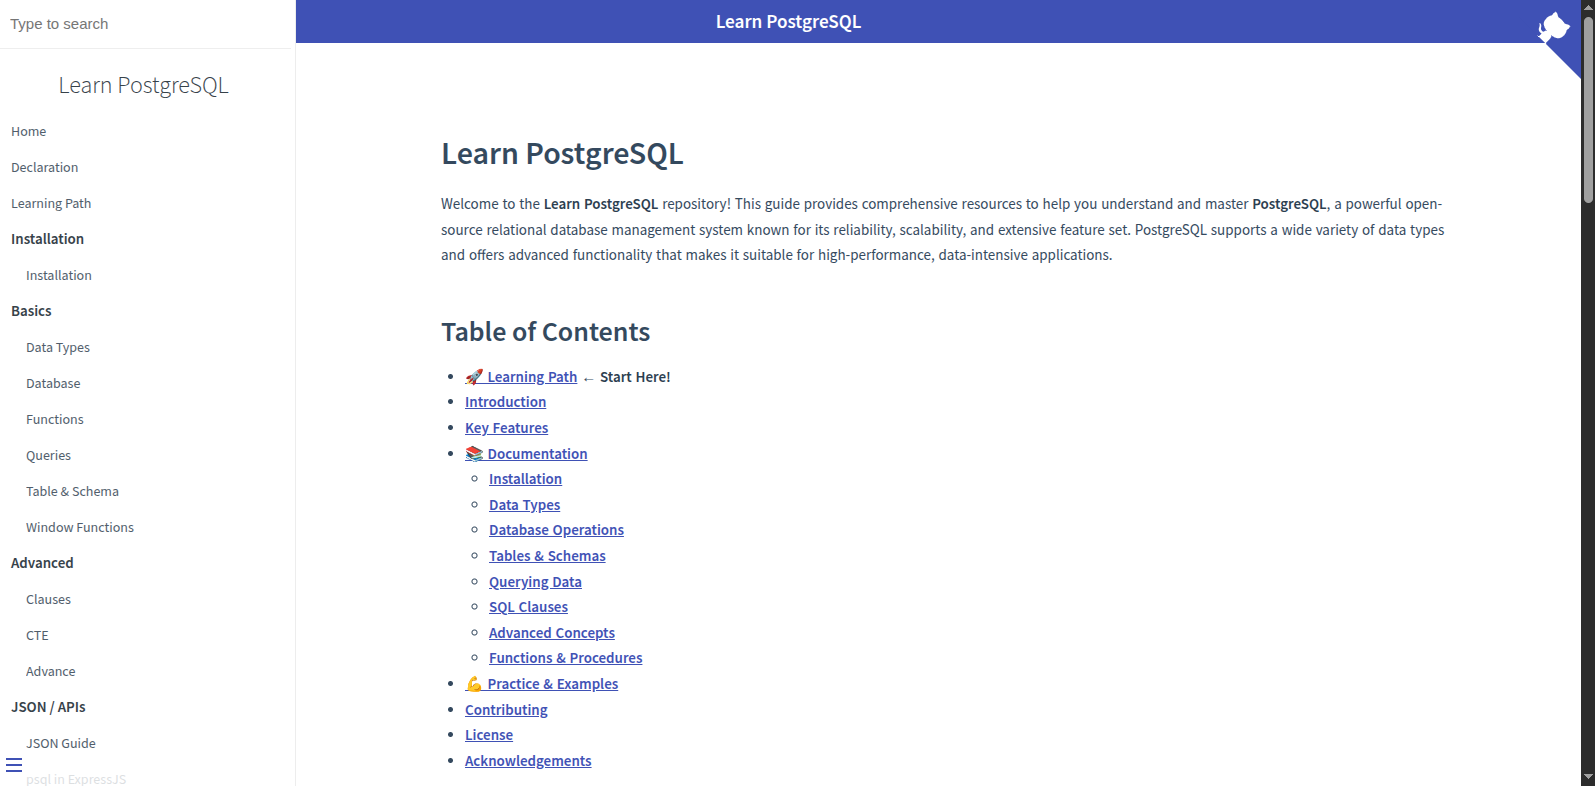 Type to search
Learn PostgreSQL
Home
Declaration
Learning Path
Installation
Installation
Basics
Data Types
Database
Functions
Queries
Table & Schema
Window Functions
Advanced
Clauses
CTE
Advance
JSON / APIs
JSON Guide
psql in ExpressJS
Learn PostgreSQL
Learn PostgreSQL
Welcome to the Learn PostgreSQL repository! This guide provides comprehensive resources to help you understand and master PostgreSQL, a powerful open-
source relational database management system known for its reliability, scalability, and extensive feature set. PostgreSQL supports a wide variety of data types
and offers advanced functionality that makes it suitable for high-performance, data-intensive applications.
Table of Contents
🚀 Learning Path ← Start Here!
Introduction
Key Features
📚 Documentation
Installation
Data Types
Database Operations
Tables & Schemas
Querying Data
SQL Clauses
Advanced Concepts
Functions & Procedures
💪 Practice & Examples
Contributing
License
Acknowledgements